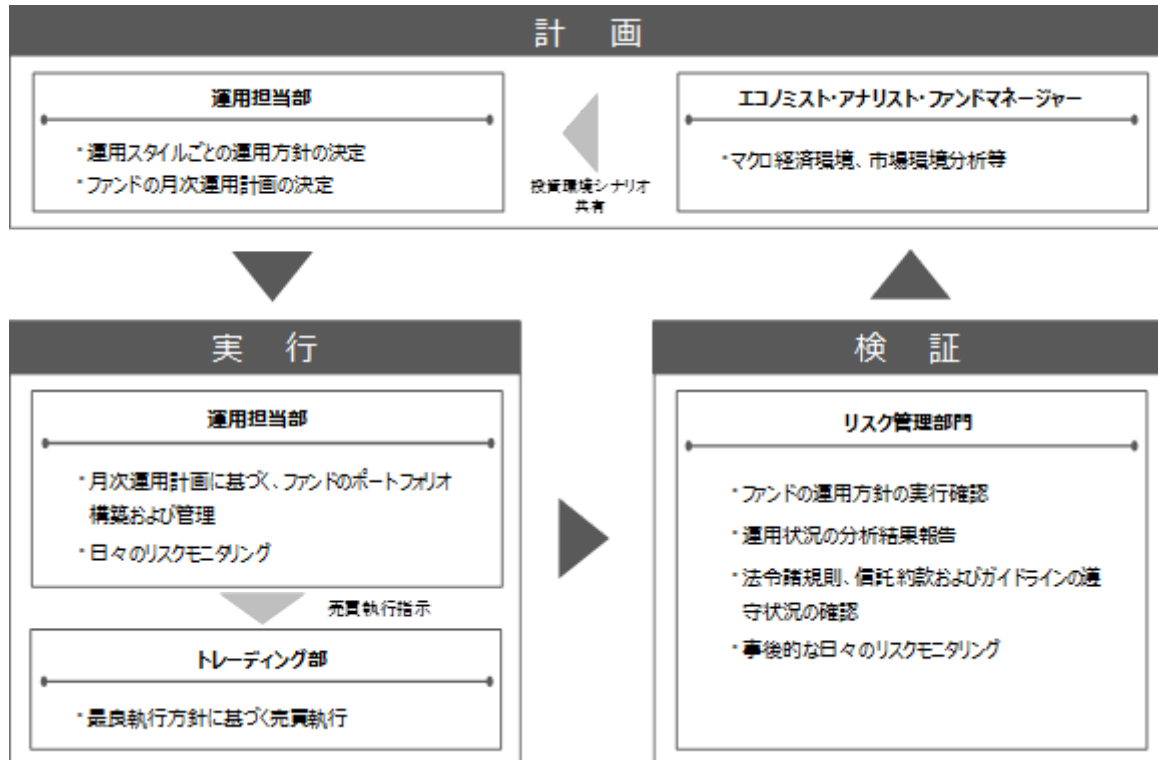 計　画
運用担当部
・運用スタイルごとの運用方針の決定
・ファンドの月次運用計画の決定
投資環境シナリオ
共有
エコノミスト・アナリスト・ファンドマネージャー
・マクロ経済環境、市場環境分析等
実　行
運用担当部
・月次運用計画に基づく、ファンドのポートフォリオ
構築および管理
・日々のリスクモニタリング
売買執行指示
トレーディング部
・最良執行方針に基づく売買執行
検　証
リスク管理部門
・ファンドの運用方針の実行確認
・運用状況の分析結果報告
・法令諸規則、信託約款およびガイドラインの遵
守状況の確認
・事後的な日々のリスクモニタリング